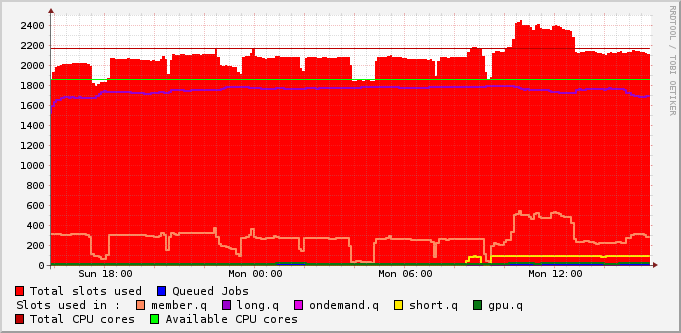 2400
2200
2000
1800
1600
1400
1200
1000
800
600
400
200
0
Sun 18:00 Mon 00:00 Mon 06:00 Mon 12:00
Total slots used Queued Jobs
Slots used in : member.q long.q ondemand.q short.q gpu.q
Total CPU cores Available CPU cores
RRDTOOL / TOBI OETIKER